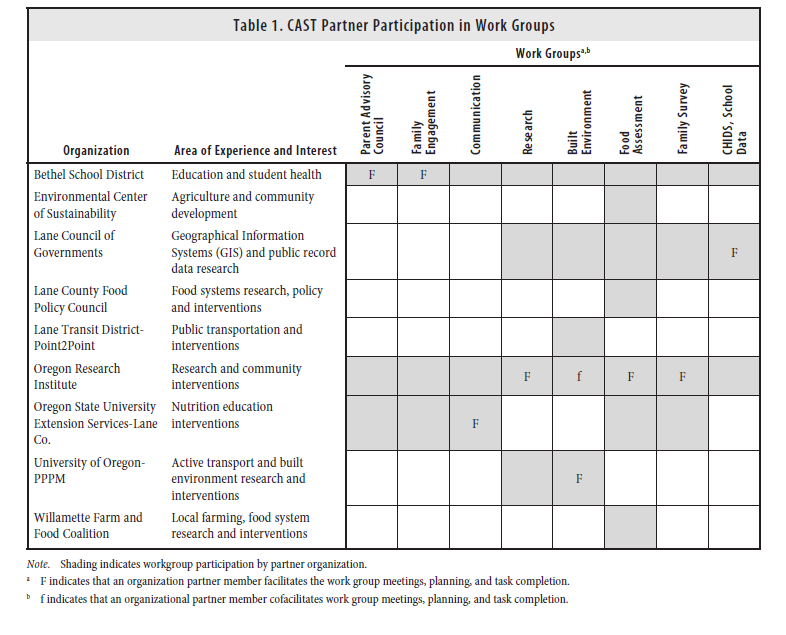 Table 1. CAST Partner Participation in Work Groups
Work Groupsa,b
Organization
Area of Experience and Interest
Parent Advisory
Council
Family
Engagement
Communication
Research
Built
Environment
Food
Assessment
Family Survey
CHIDS, School
Data
Bethel School District
Education and student health
F
F
Environmental Center
of Sustainability
Agriculture and community
development
Lane Council of
Governments
Geographical Information
Systems (GIS) and public record
data research
F
Lane County Food
Policy Council
Food systems research, policy
and interventions
Lane Transit District-
Point2Point
Public transportation and
interventions
Oregon Research
Institute
Research and community
interventions
F
f
F
F
Oregon State University
Extension Services-Lane
Co.
Nutrition education
interventions
F
University of Oregon-
PPPM
Active transport and built
environment research and
interventions
F
Willamette Farm and
Food Coalition
Local farming, food system
research and interventions
Note. Shading indicates workgroup participation by partner organization.
a F indicates that an organization partner member facilitates the work group meetings, planning, and task completion.
b f indicates that an organizational partner member cofacilitates work group meetings, planning, and task completion.